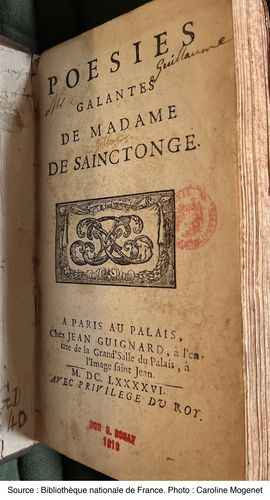 POESIES
Guillaume
GALANTES
DE MADAME
DE SAINCTONGE.
A PARIS AU PALAIS,
Chez JEAN GUIGNARD, à l'en-
trée de la Grand'Salle du Palais, à
l'Image saint Jean.
M. DC. LXXXXVI.
AVEC PRIVILEGE DU ROY.
DON G. DOUAY
1913
Source : Bibliothèque nationale de France. Photo : Caroline Mogenet